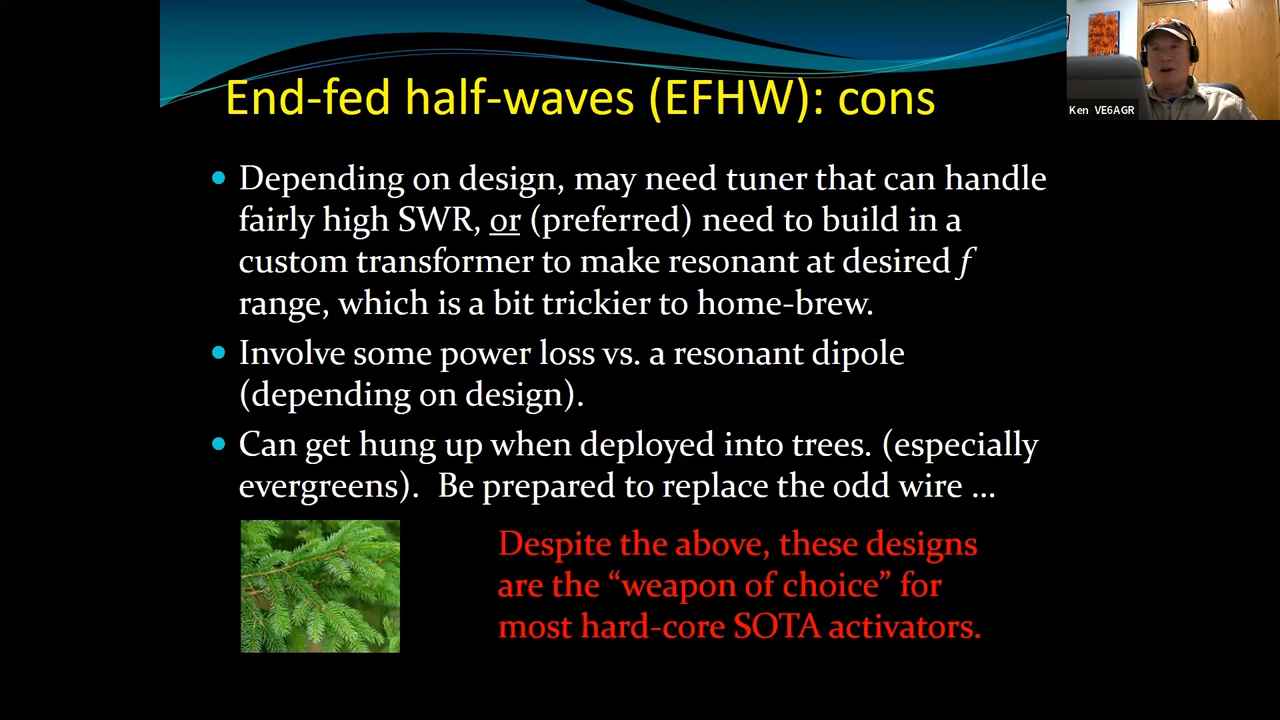 End-fed half-waves (EFHW): cons
Ken VE6AGR
• Depending on design, may need tuner that can handle
fairly high SWR, or (preferred) need to build in a
custom transformer to make resonant at desired f
range, which is a bit trickier to home-brew.
• Involve some power loss vs. a resonant dipole
(depending on design).
• Can get hung up when deployed into trees. (especially
evergreens).  Be prepared to replace the odd wire ...
Despite the above, these designs
are the “weapon of choice” for
most hard-core SOTA activators.